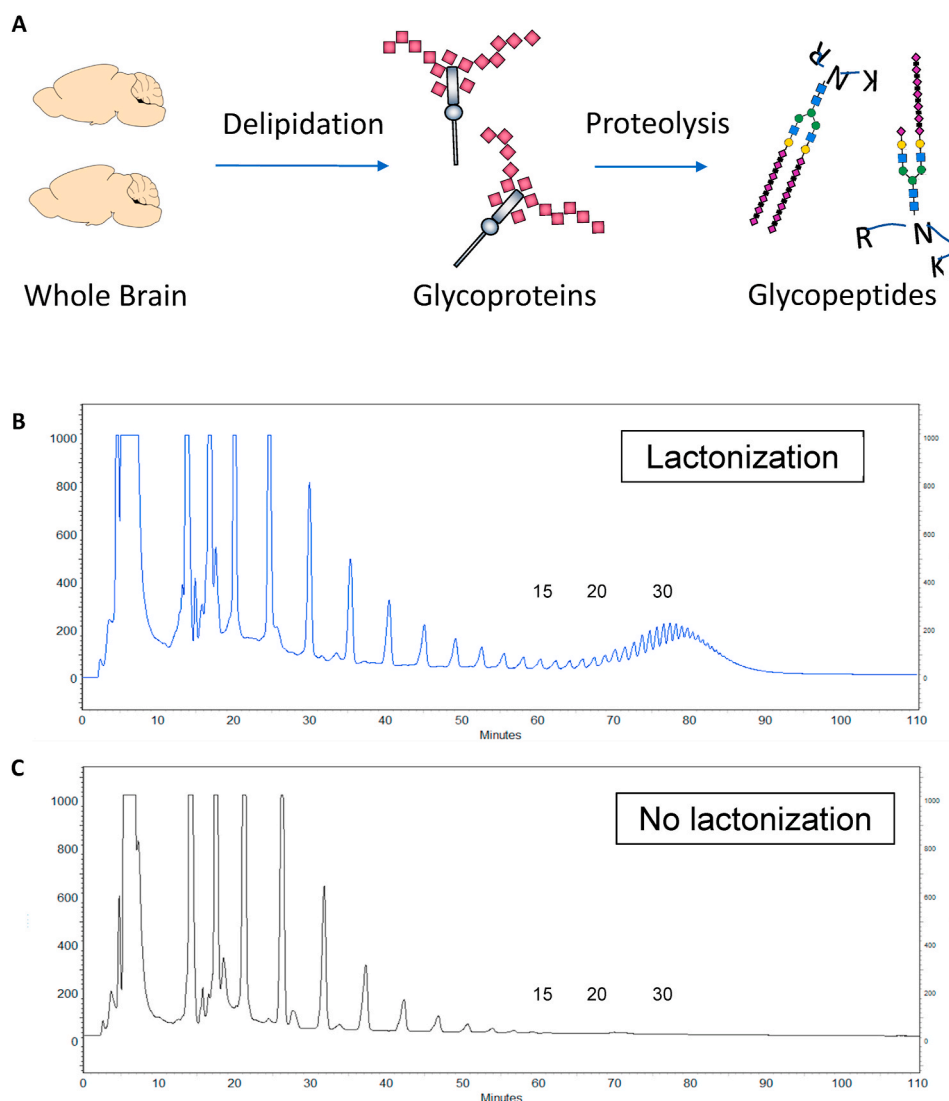 A
Delipidation
Proteolysis
R N K
R N K
Whole Brain
Glycoproteins
Glycopeptides
B
Lactonization
1000
800
600
400
200
0
15 20 30
1000
800
600
400
200
0
0 10 20 30 40 50 60 70 80 90 100 110
Minutes
C
No lactonization
1000
800
600
400
200
0
15 20 30
1000
800
600
400
200
0
0 10 20 30 40 50 60 70 80 90 100 110
Minutes